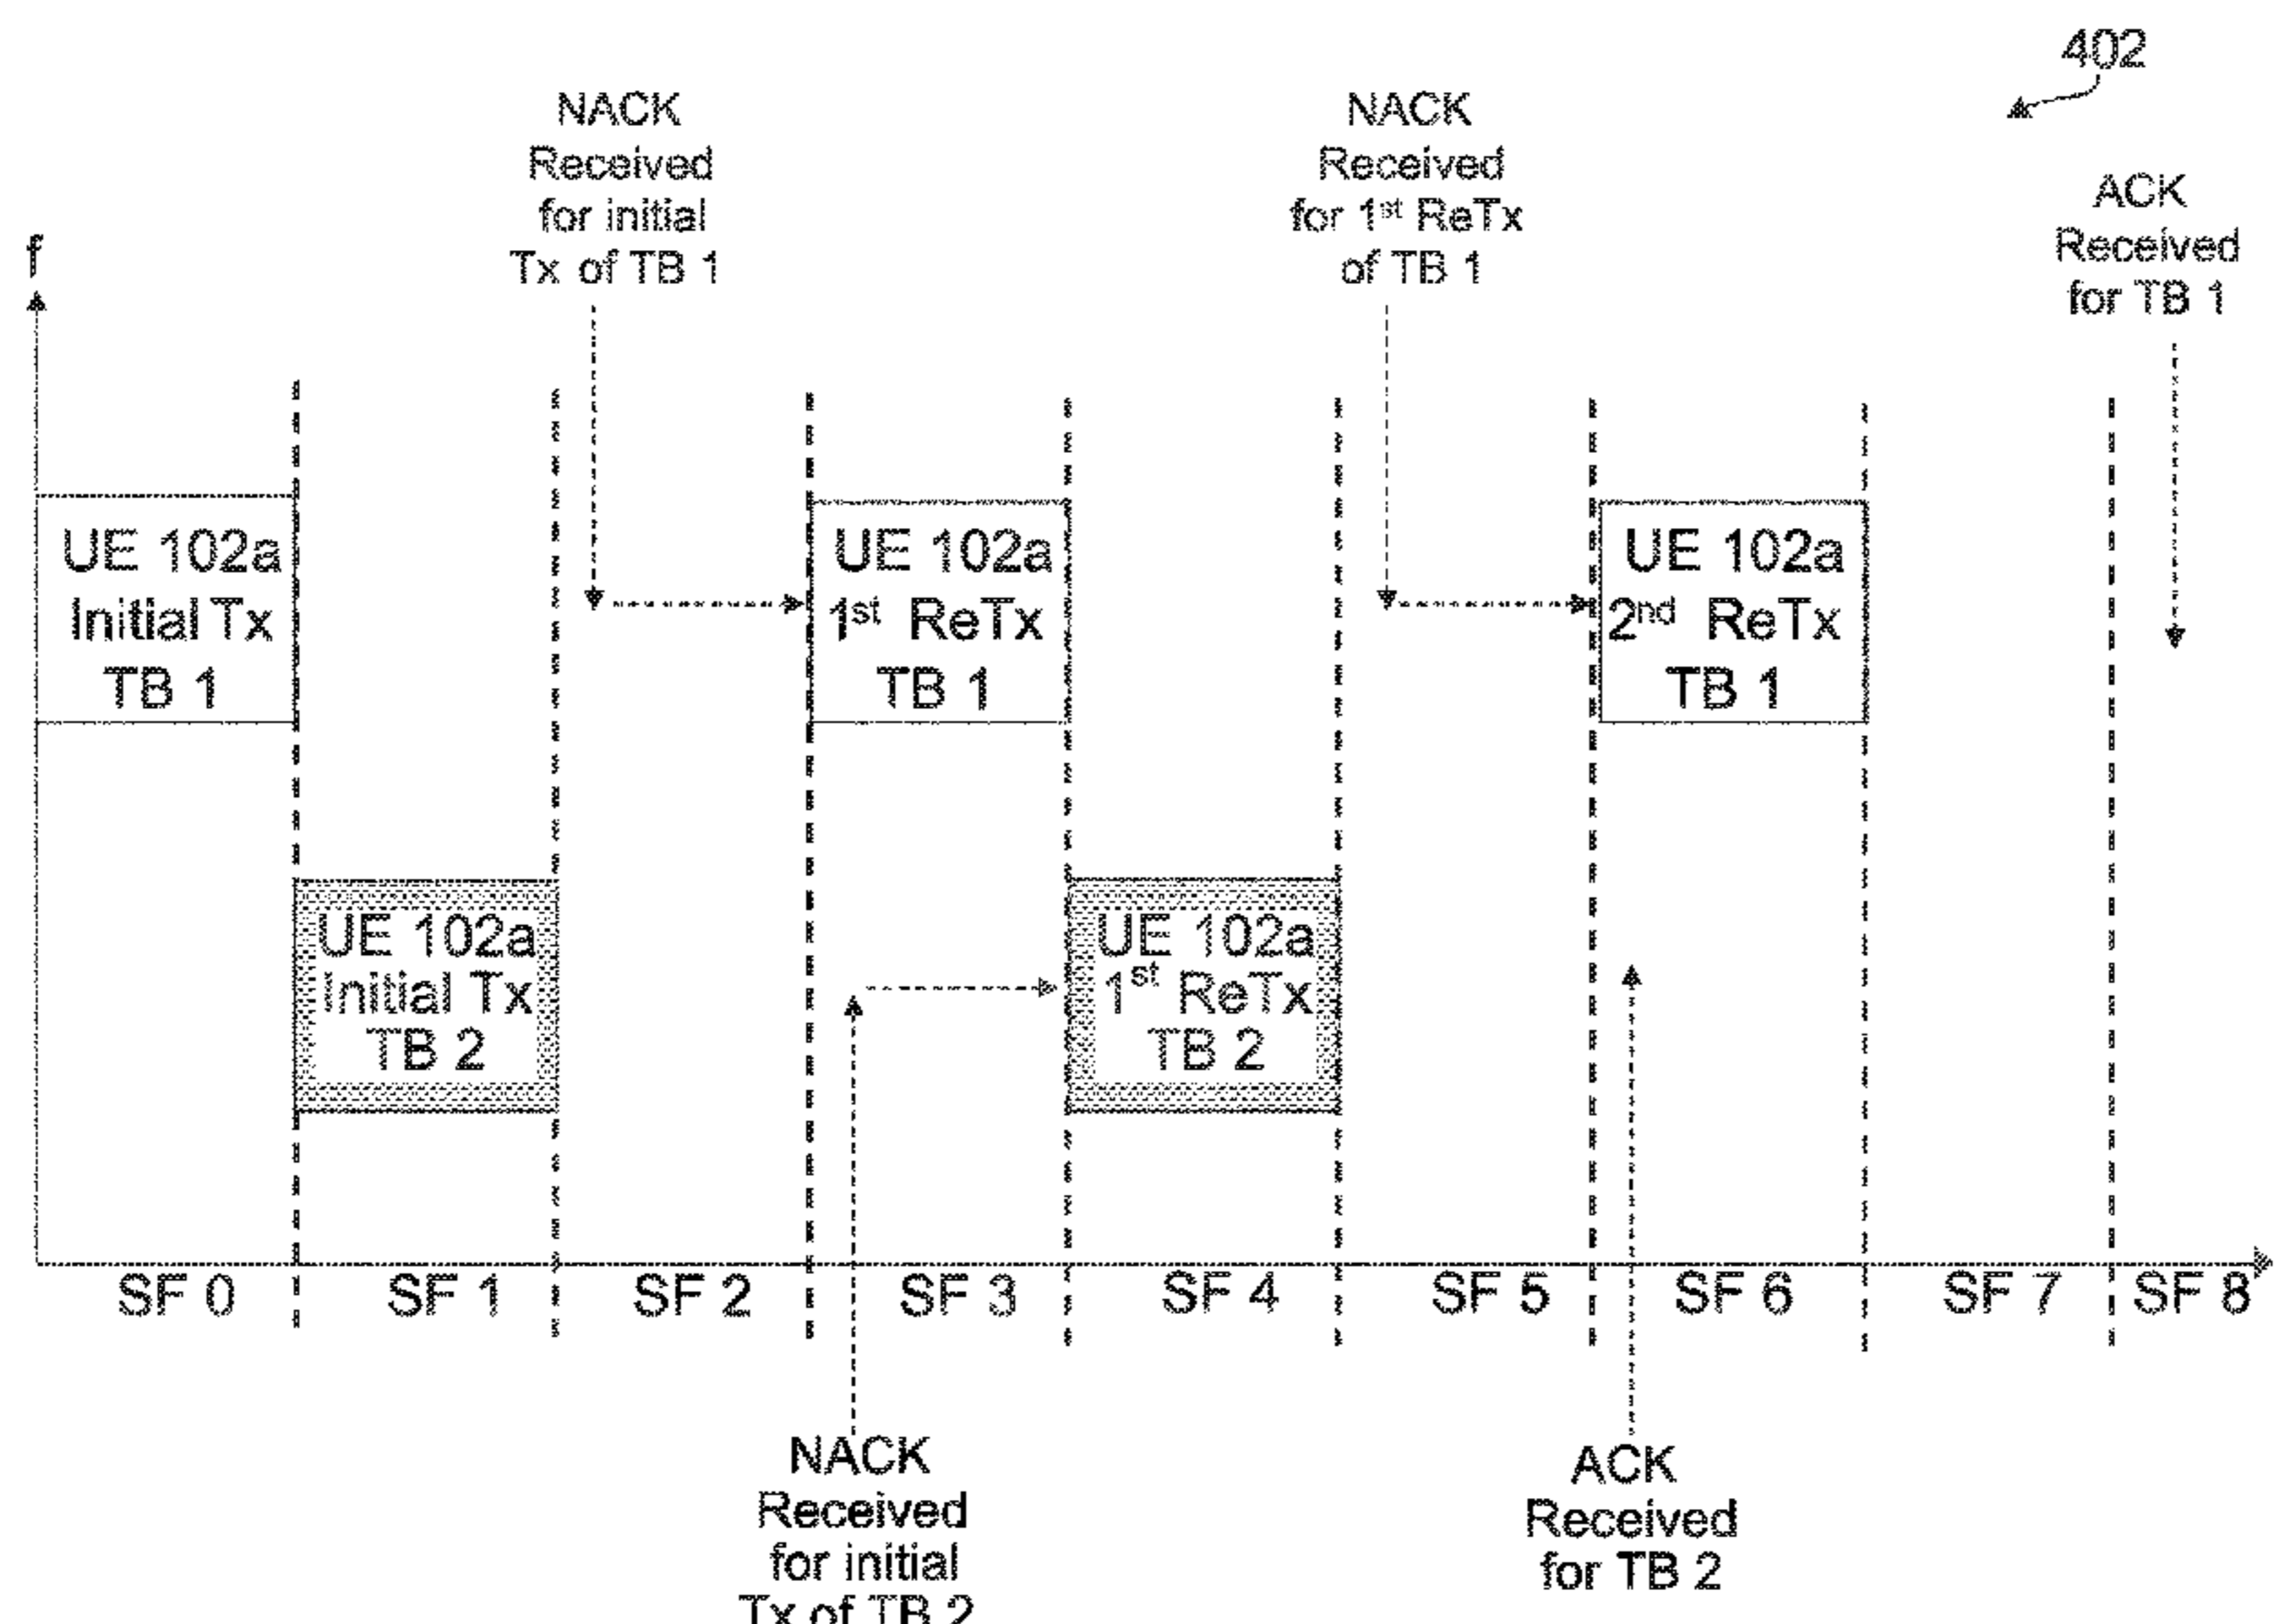 402
NACK
Received
for initial
Tx of TB 1
NACK
Received
for 1st ReTx
of TB 1
ACK
Received
for TB 1
f
UE 102a
Initial Tx
TB 1
UE 102a
1st ReTx
TB 1
UE 102a
2nd ReTx
TB 1
UE 102a
Initial Tx
TB 2
UE 102a
1st ReTx
TB 2
SF 0
SF 1
SF 2
SF 3
SF 4
SF 5
SF 6
SF 7
SF 8
NACK
Received
for initial
Tx of TB 2
ACK
Received
for TB 2